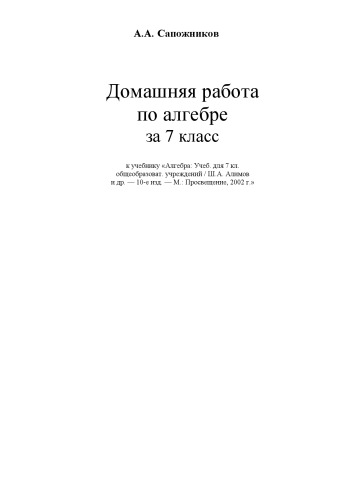 А.А. Сапожников
Домашняя работа
по алгебре
за 7 класс
к учебнику «Алгебра: Учеб. для 7 кл.
общеобразоват. учреждений / Ш.А. Алимов
и др. — 10-е изд. — М.: Просвещение, 2002 г.»